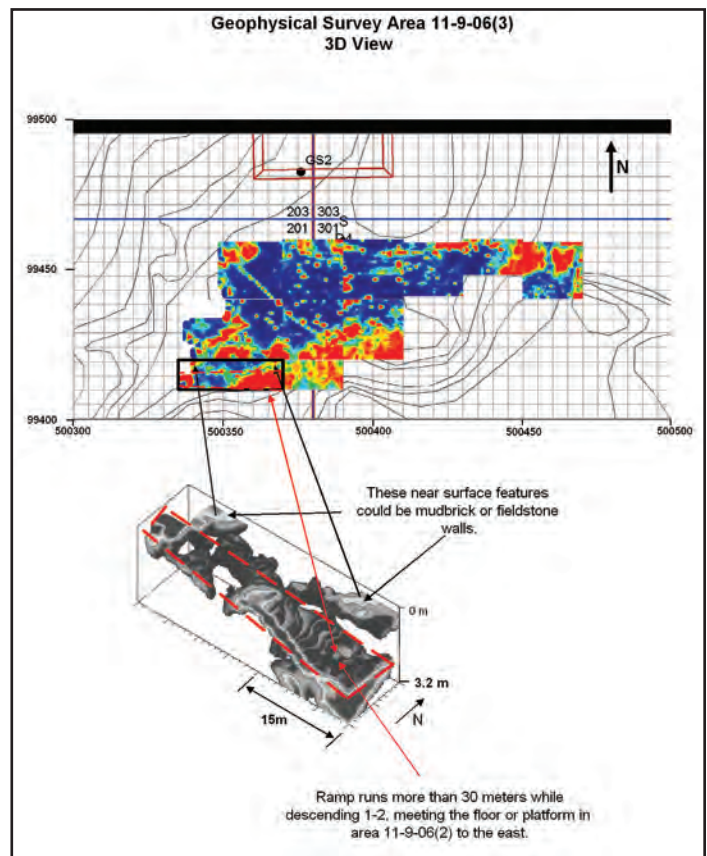 Geophysical Survey Area 11-9-06(3)
3D View
99500
GS2
N
203 303
S
201 301
99450
99400
500300 500350 500400 500450 500500
These near surface features
could be mudbrick or fieldstone
walls.
0 m
3.2 m
15m
N
Ramp runs more than 30 meters while
descending 1-2, meeting the floor or platform in
area 11-9-06(2) to the east.